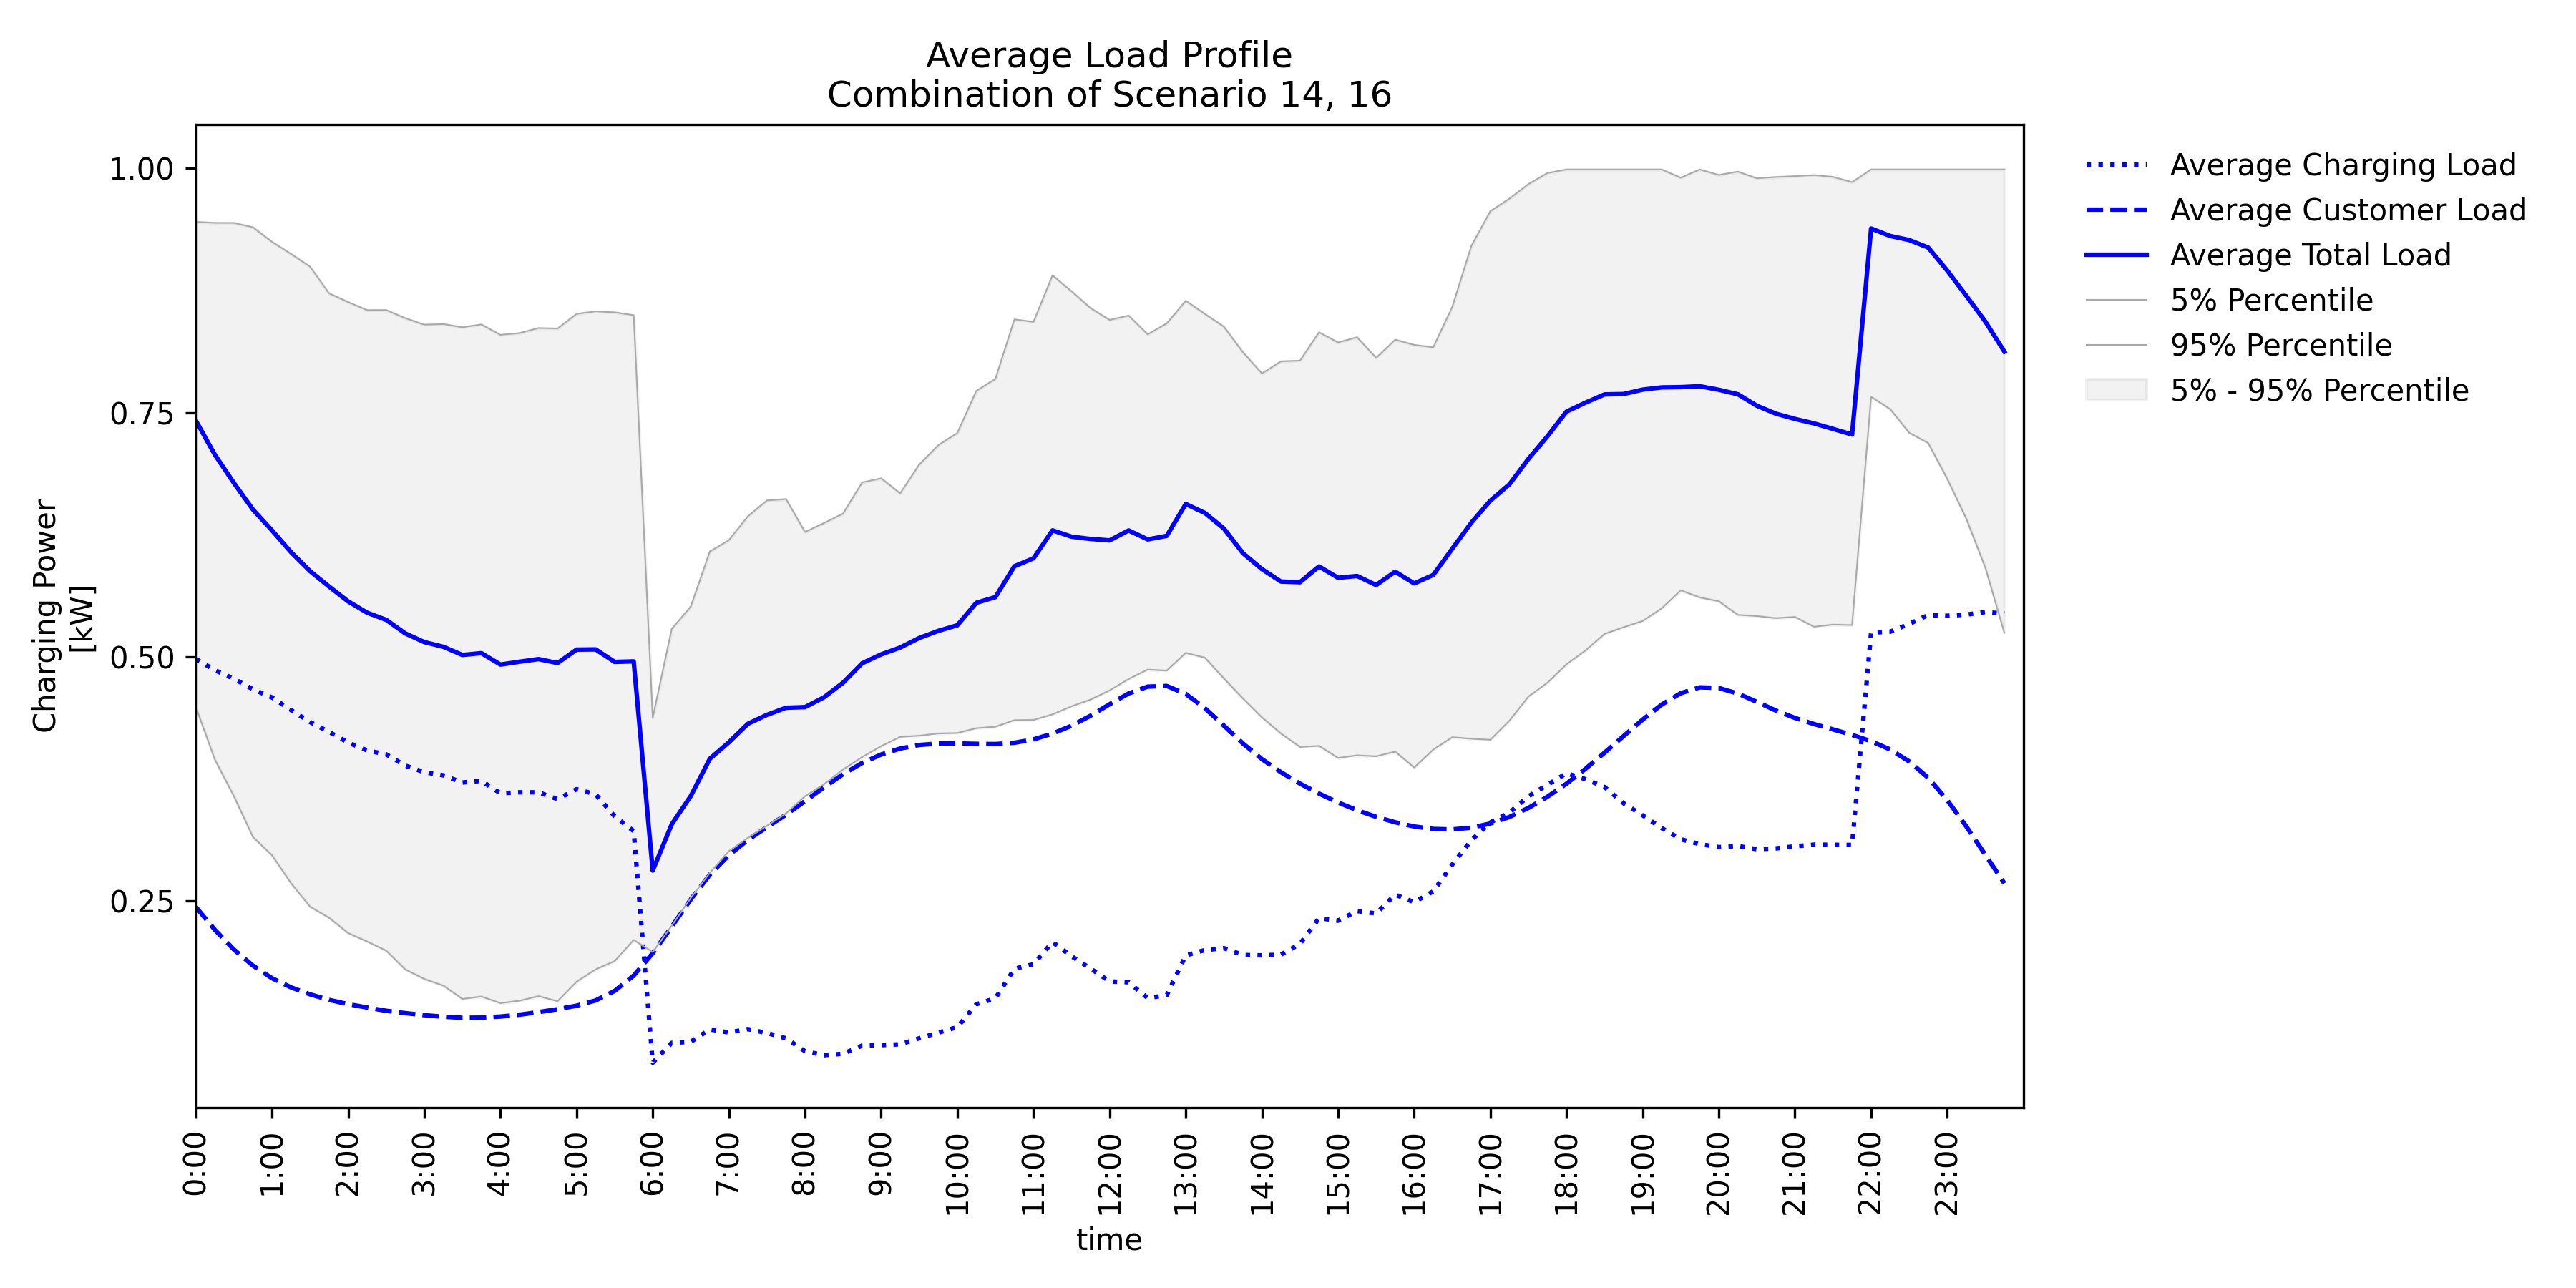 Average Load Profile
Combination of Scenario 14, 16
Charging Power
[kW]
1.00
0.75
0.50
0.25
0:00
1:00
2:00
3:00
4:00
5:00
6:00
7:00
8:00
9:00
10:00
11:00
12:00
13:00
14:00
15:00
16:00
17:00
18:00
19:00
20:00
21:00
22:00
23:00
time
Average Charging Load
Average Customer Load
Average Total Load
5% Percentile
95% Percentile
5% - 95% Percentile